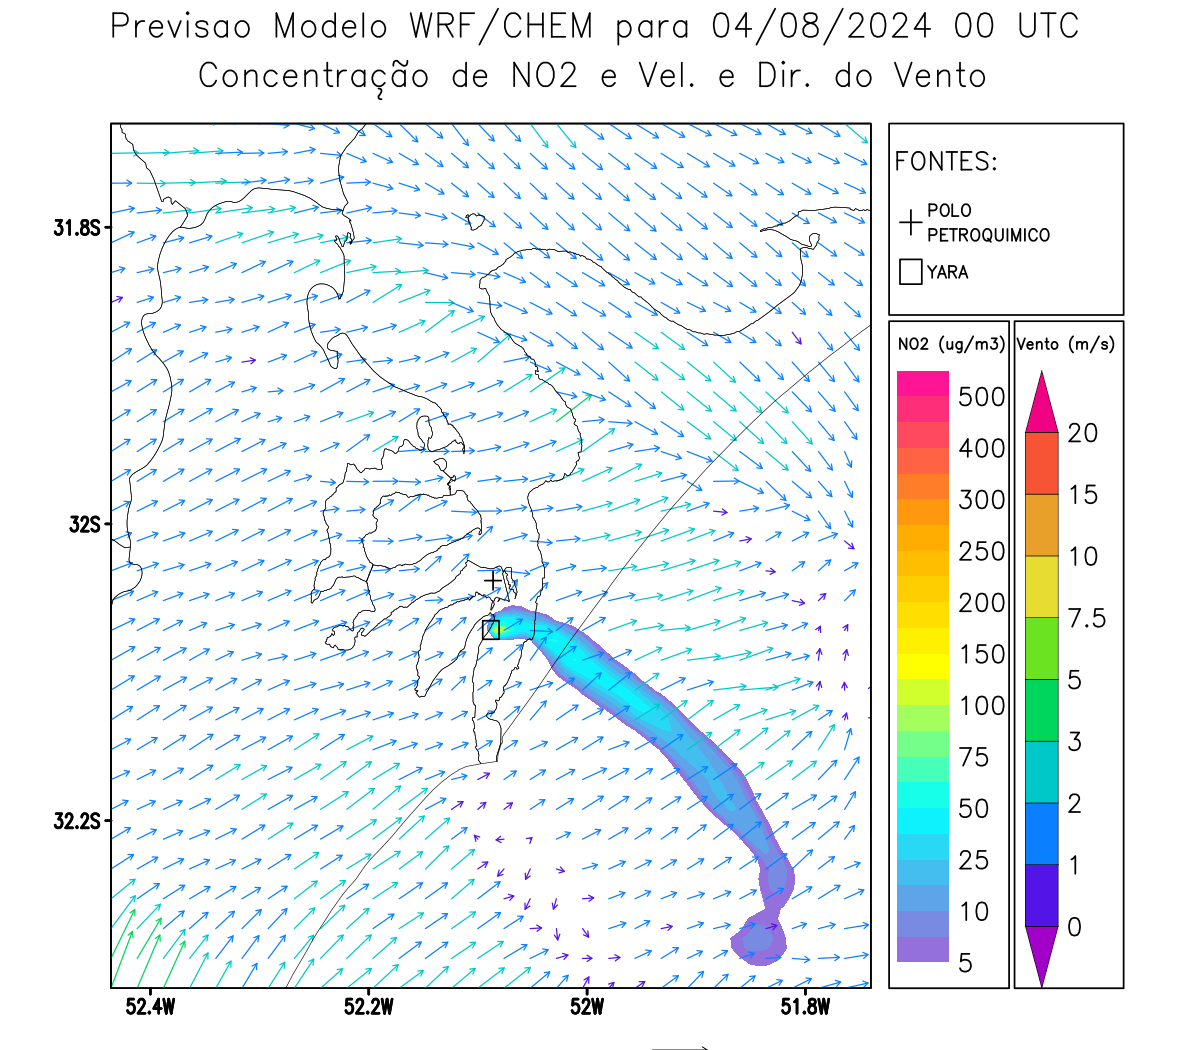 Previsao Modelo WRF/CHEM para 04/08/2024 00 UTC
Concentração de NO2 e Vel. e Dir. do Vento
FONTES:
POLO
PETROQUIMICO
YARA
NO2 (ug/m3)
500
400
300
250
200
150
100
75
50
25
10
5
Vento (m/s)
20
15
10
7.5
5
3
2
1
0
31.8S
32S
32.2S
52.4W
52.2W
52W
51.8W